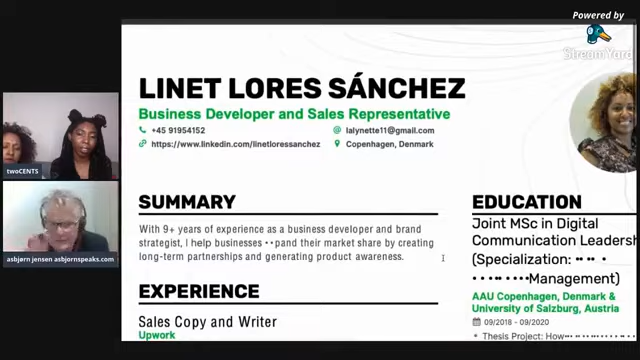 Powered by
StreamYard
LINET LORES SÁNCHEZ
Business Developer and Sales Representative
+45 91954152
lalynette11@gmail.com
https://www.linkedin.com/linetloressanchez
Copenhagen, Denmark
SUMMARY
With 9+ years of experience as a business developer and brand
strategist, I help businesses pand their market share by creating
long-term partnerships and generating product awareness.
EXPERIENCE
Sales Copy and Writer
Upwork
EDUCATION
Joint MSc in Digital
Communication Leadersh
(Specialization:
Management)
AAU Copenhagen, Denmark &
University of Salzburg, Austria
09/2018 - 09/2020
Thesis Project: How
twoCENTS
asbjørn jensen asbjornspeaks.com